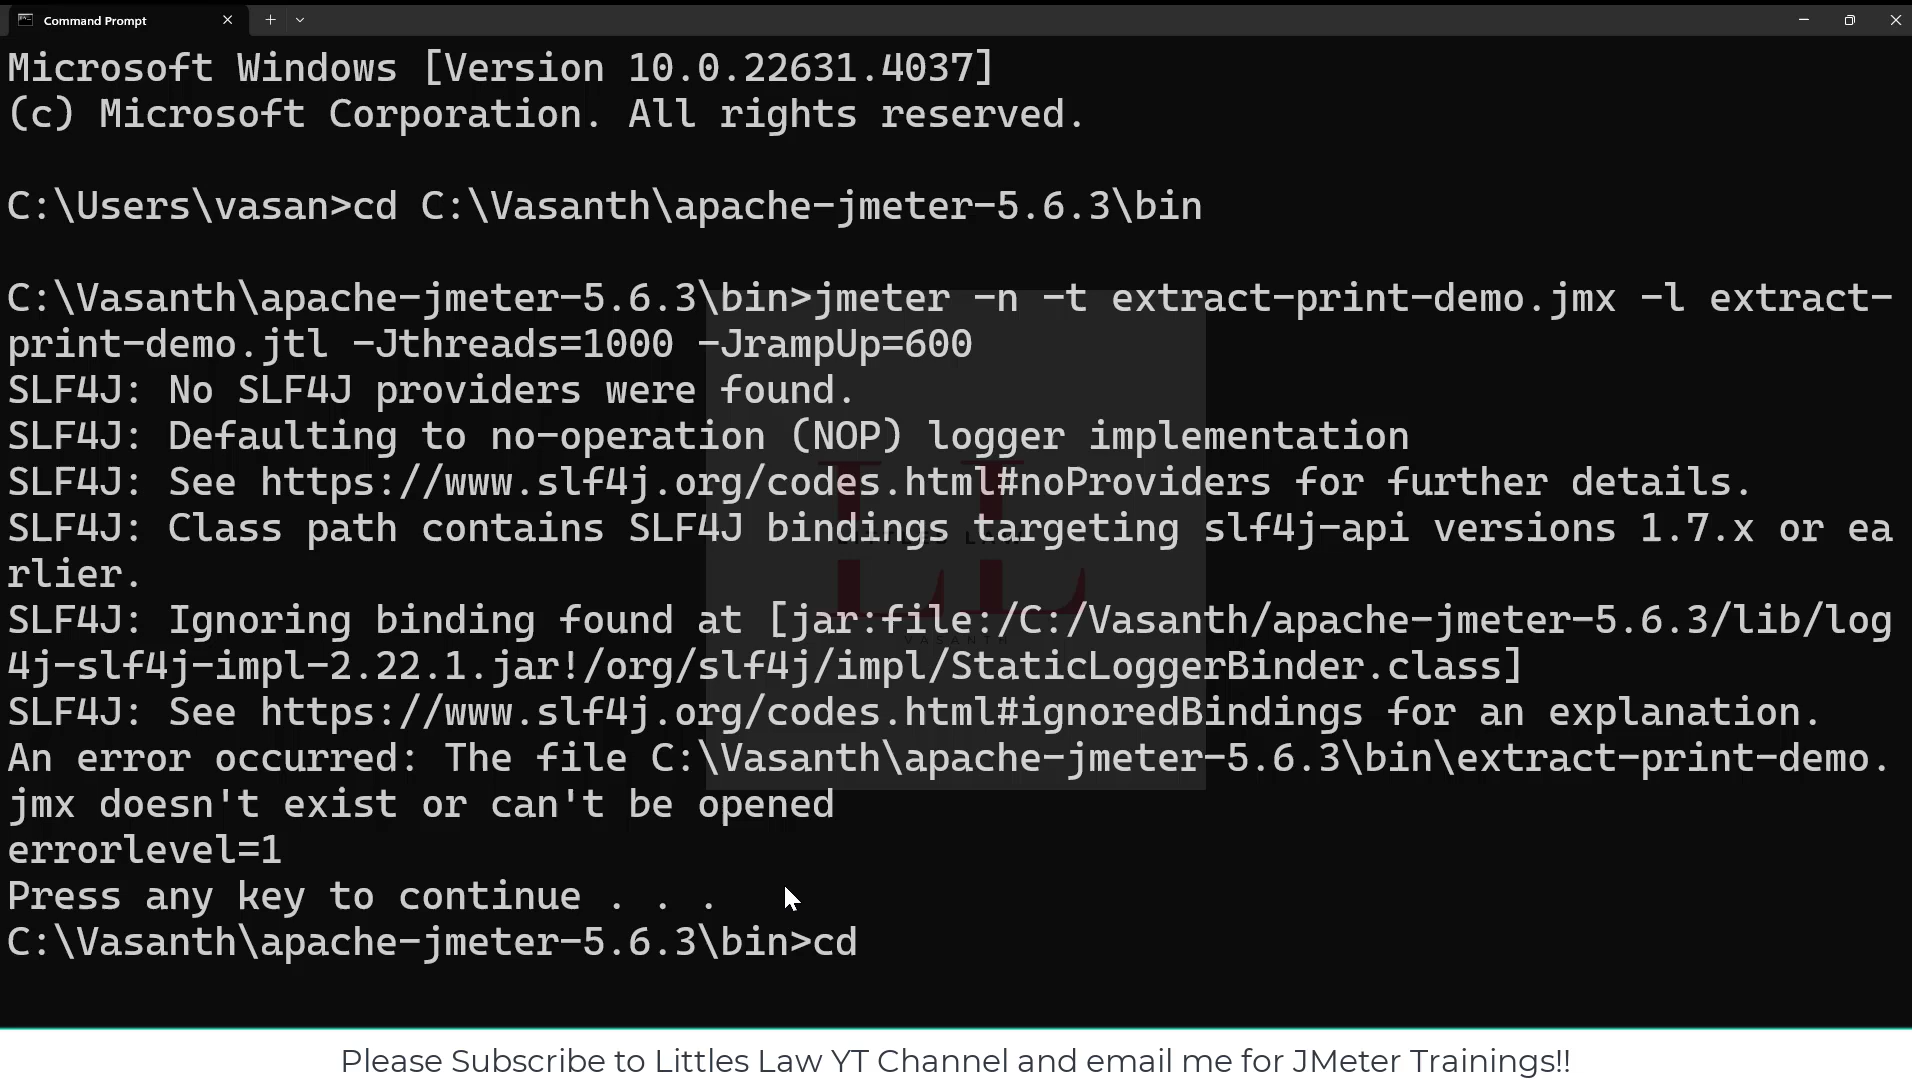 Command Prompt
Microsoft Windows [Version 10.0.22631.4037]
(c) Microsoft Corporation. All rights reserved.
C:\Users\vasan>cd C:\Vasanth\apache-jmeter-5.6.3\bin
C:\Vasanth\apache-jmeter-5.6.3\bin>jmeter -n -t extract-print-demo.jmx -l extract-
print-demo.jtl -Jthreads=1000 -JrampUp=600
SLF4J: No SLF4J providers were found.
SLF4J: Defaulting to no-operation (NOP) logger implementation
SLF4J: See https://www.slf4j.org/codes.html#noProviders for further details.
SLF4J: Class path contains SLF4J bindings targeting slf4j-api versions 1.7.x or ea
rlier.
SLF4J: Ignoring binding found at [jar:file:/C:/Vasanth/apache-jmeter-5.6.3/lib/log
4j-slf4j-impl-2.22.1.jar!/org/slf4j/impl/StaticLoggerBinder.class]
SLF4J: See https://www.slf4j.org/codes.html#ignoredBindings for an explanation.
An error occurred: The file C:\Vasanth\apache-jmeter-5.6.3\bin\extract-print-demo.
jmx doesn't exist or can't be opened
errorlevel=1
Press any key to continue . . .
C:\Vasanth\apache-jmeter-5.6.3\bin>cd
LL
LITTLES LAW
VASANTH
Please Subscribe to Littles Law YT Channel and email me for JMeter Trainings!!